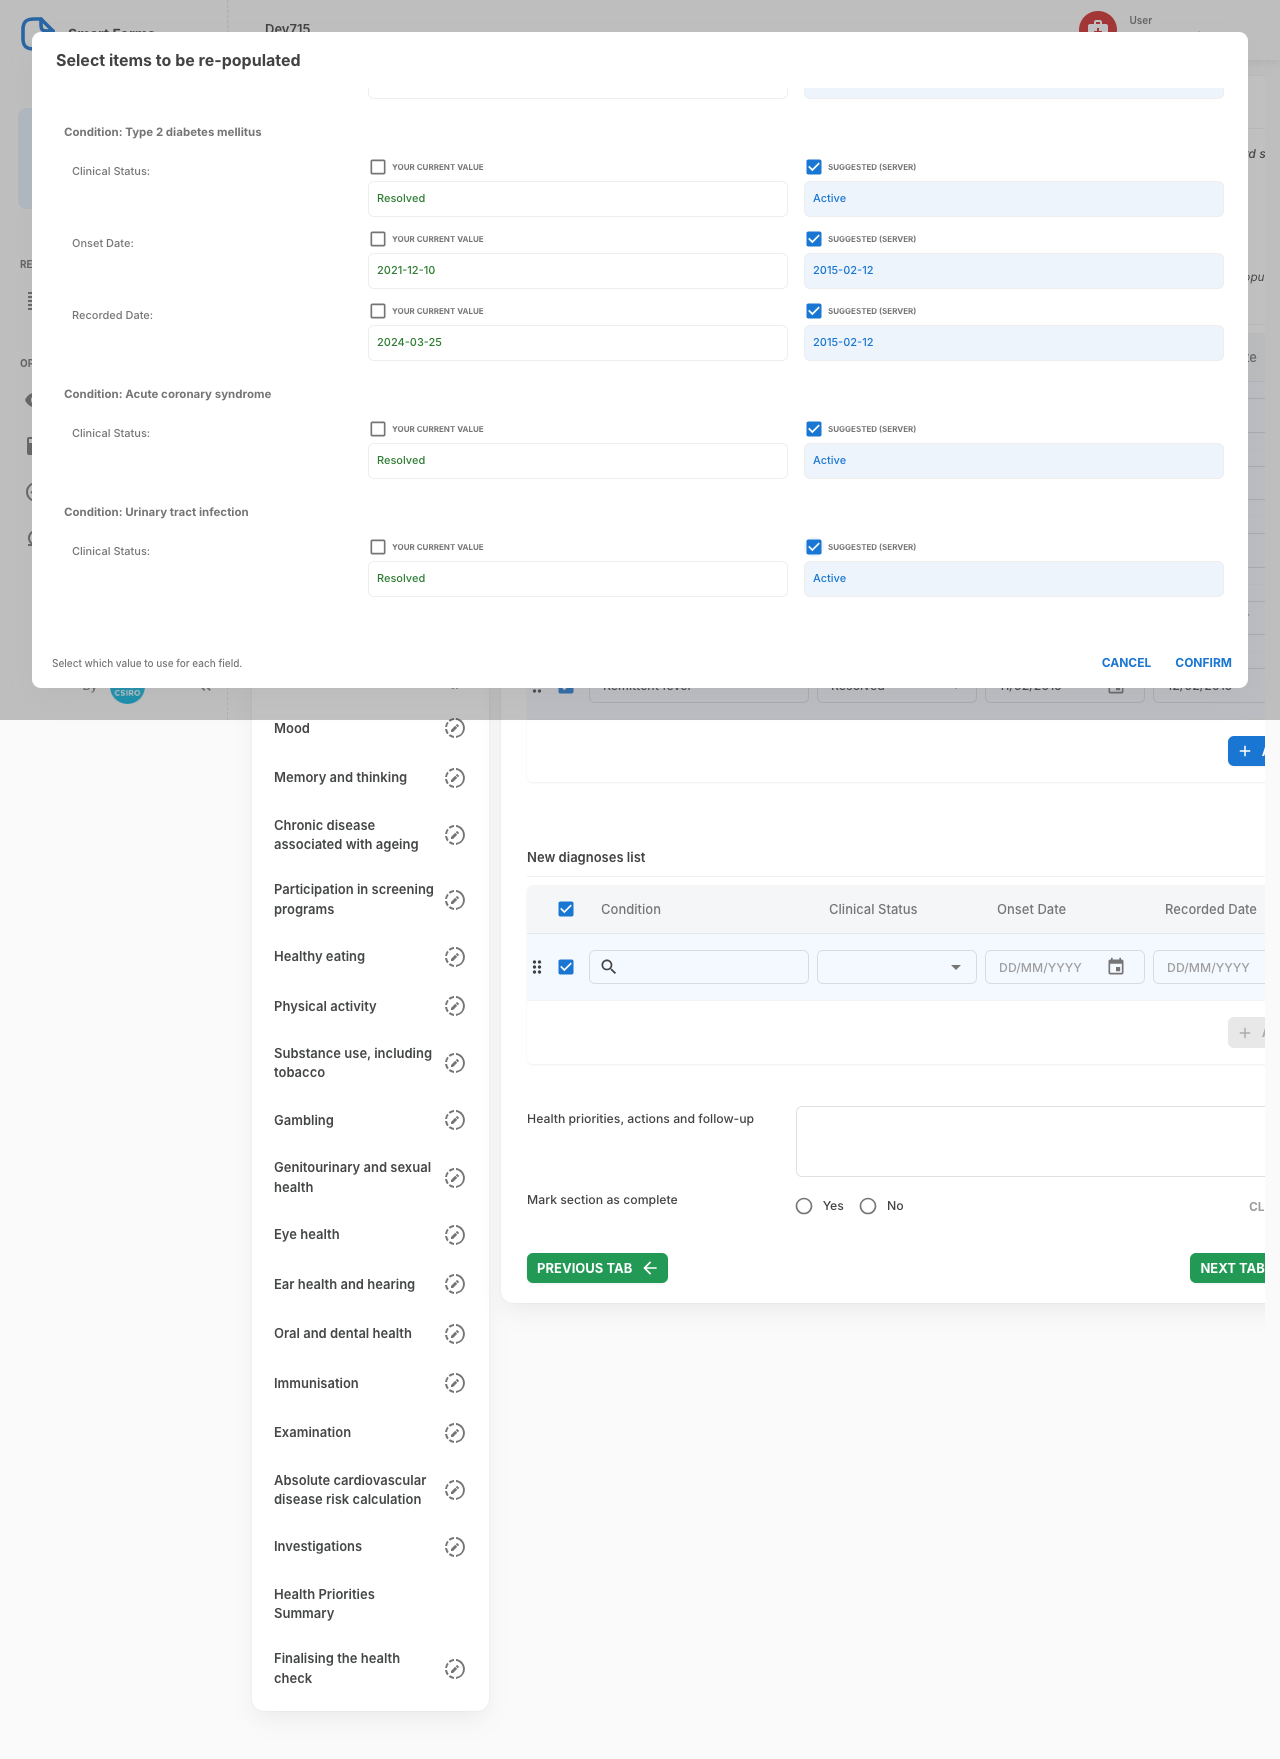 Dev715
User
Select items to be re-populated
Condition: Type 2 diabetes mellitus
Clinical Status:
YOUR CURRENT VALUE
SUGGESTED (SERVER)
Resolved
Active
Onset Date:
YOUR CURRENT VALUE
SUGGESTED (SERVER)
2021-12-10
2015-02-12
Recorded Date:
YOUR CURRENT VALUE
SUGGESTED (SERVER)
2024-03-25
2015-02-12
Condition: Acute coronary syndrome
Clinical Status:
YOUR CURRENT VALUE
SUGGESTED (SERVER)
Resolved
Active
Condition: Urinary tract infection
Clinical Status:
YOUR CURRENT VALUE
SUGGESTED (SERVER)
Resolved
Active
Select which value to use for each field.
CANCEL
CONFIRM
CSIRO
Mood
Memory and thinking
Chronic disease
associated with ageing
Participation in screening
programs
Healthy eating
Physical activity
Substance use, including
tobacco
Gambling
Genitourinary and sexual
health
Eye health
Ear health and hearing
Oral and dental health
Immunisation
Examination
Absolute cardiovascular
disease risk calculation
Investigations
Health Priorities
Summary
Finalising the health
check
New diagnoses list
Condition
Clinical Status
Onset Date
Recorded Date
DD/MM/YYYY
DD/MM/YYYY
Health priorities, actions and follow-up
Mark section as complete
Yes
No
CL
PREVIOUS TAB
NEXT TAB